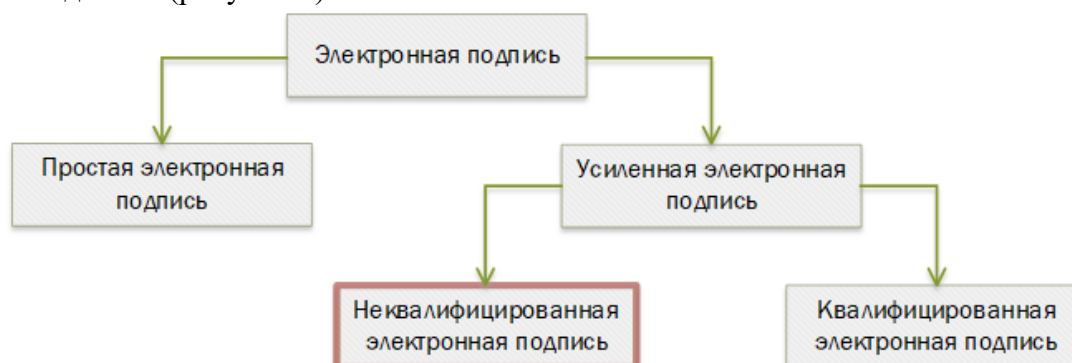 Электронная подпись
Простая электронная
подпись
Усиленная электронная
подпись
Неквалифицированная
электронная подпись
Квалифицированная
электронная подпись